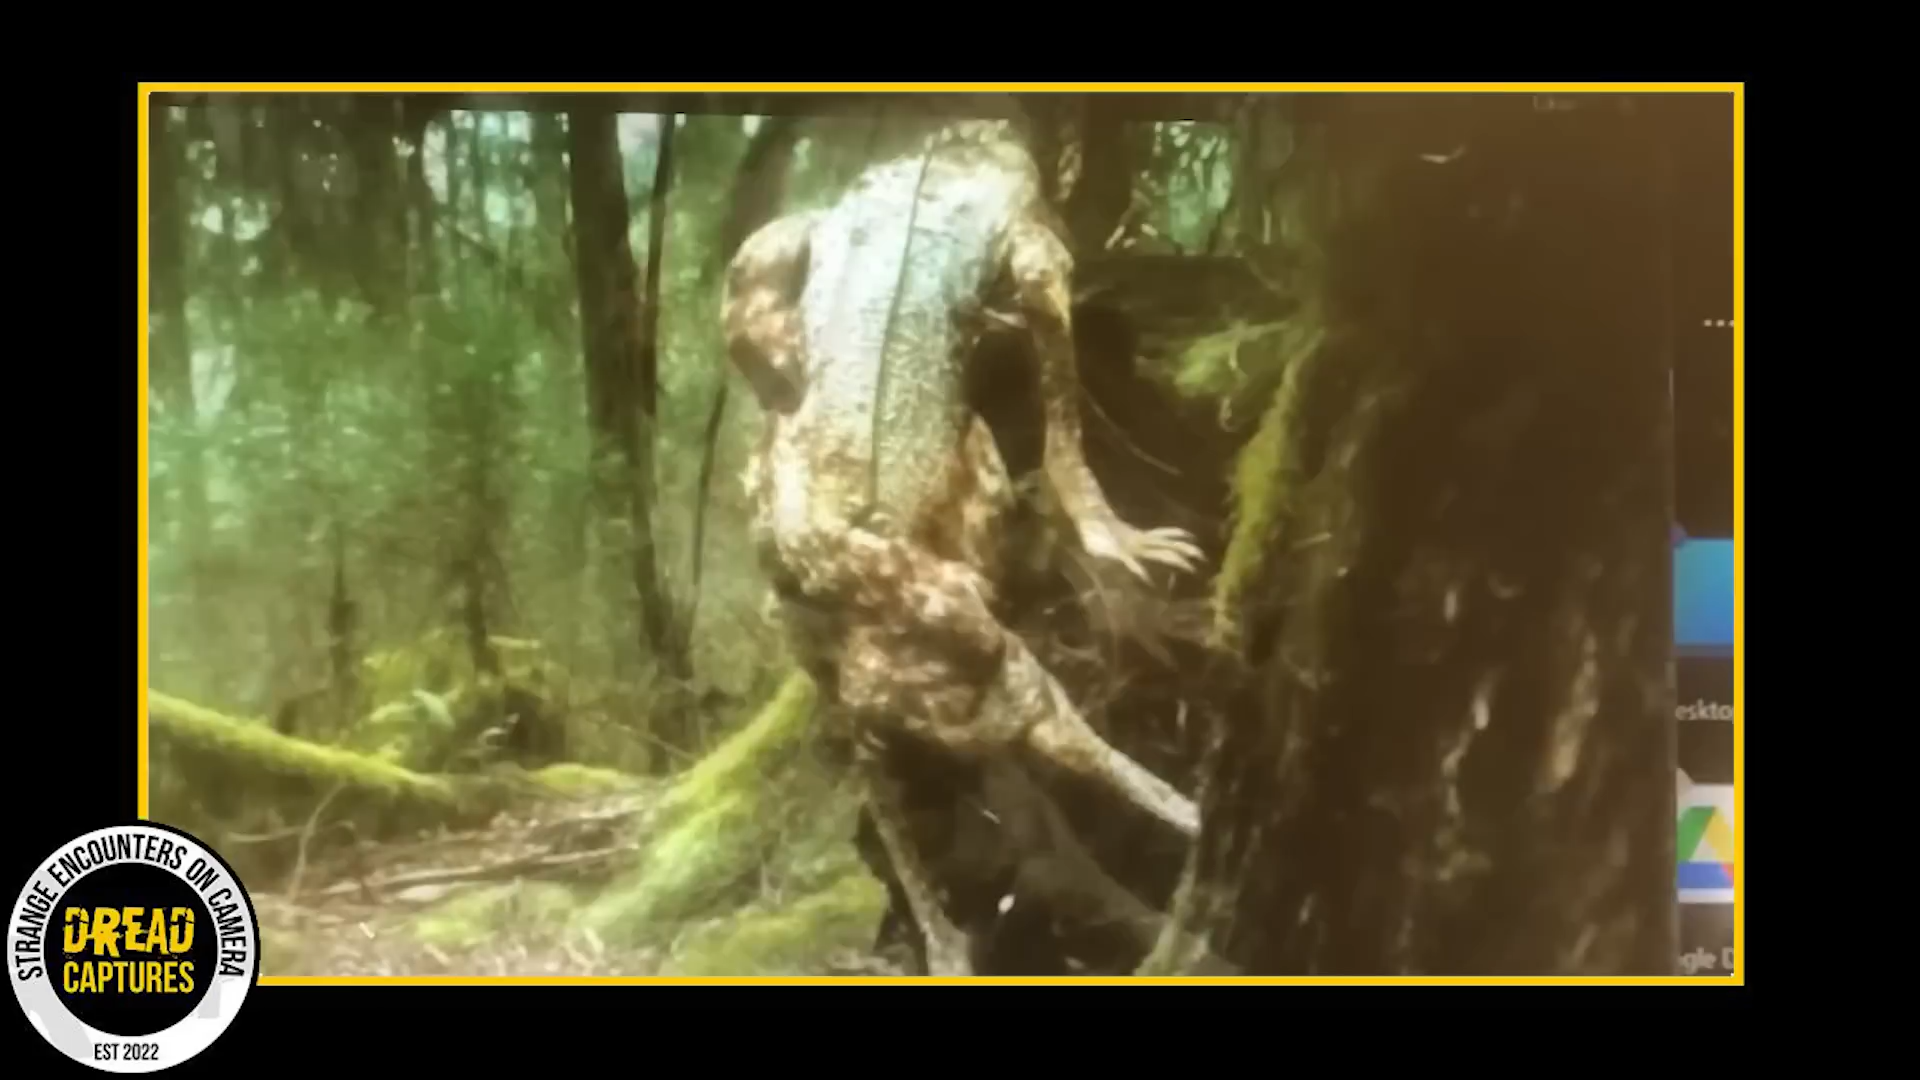 STRANGE ENCOUNTERS ON CAMERA
DREAD
CAPTURES
EST 2022